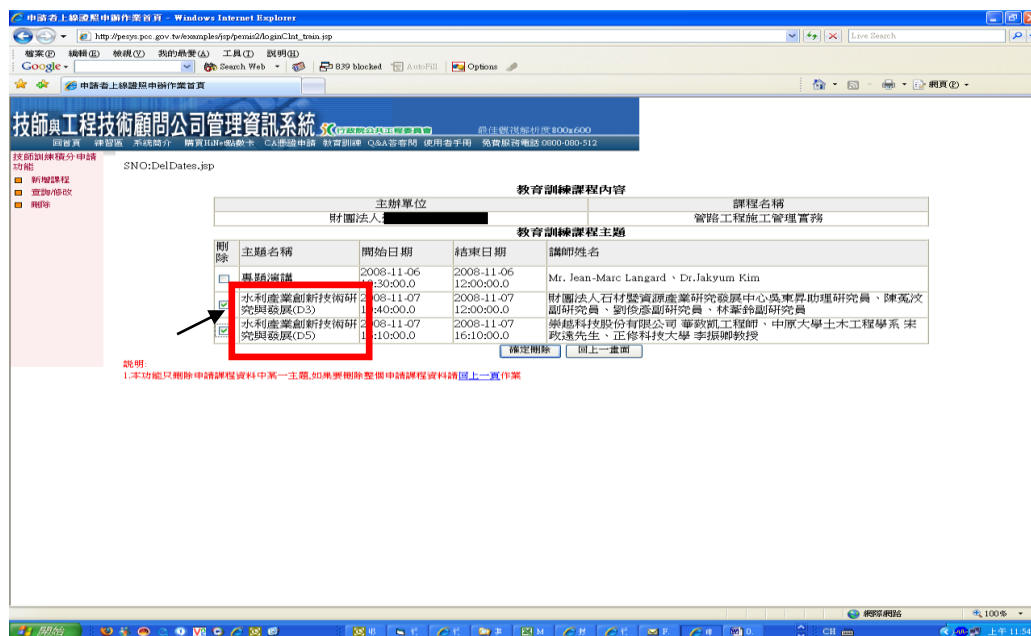 申請者上線證照申辦作業首頁 - Windows Internet Explorer
http://pesys.pcc.gov.tw/examples/jsp/pemis2/loginClnt_train.jsp
Live Search
檔案(F) 編輯(E) 檢視(V) 我的最愛(A) 工具(T) 說明(H)
Google
Search Web
839 blocked
AutoFill
Options
申請者上線證照申辦作業首頁
網頁(P)
技師與工程技術顧問公司管理資訊系統
行政院公共工程委員會
最佳觀視解析度800x600
回首頁 練習區 系統簡介 購買HiNet點數卡 CA憑證申請 教育訓練 Q&A答客問 使用者手冊 免費服務電話:0800-080-512
技師訓練積分申請功能
新增課程
查詢/修改
刪除
SNO:DelDates.jsp
教育訓練課程內容
主辦單位 課程名稱
財團法人 管路工程施工管理實務
教育訓練課程主題
刪除 主題名稱 開始日期 結束日期 講師姓名
專題演講 2008-11-06 :30:00.0 2008-11-06 12:00:00.0 Mr. Jean-Marc Langard、Dr.Jakyum Kim
水利產業創新技術研究與發展(D3) 2008-11-07 :40:00.0 2008-11-07 12:00:00.0 財團法人石材暨資源產業研究發展中心吳東昇助理研究員、陳冠汶副研究員、劉俊彥副研究員、林葦鈴副研究員
水利產業創新技術研究與發展(D5) 2008-11-07 :10:00.0 2008-11-07 16:10:00.0 崇越科技股份有限公司 華敦凱工程師、中原大學土木工程學系 宋政遠先生、正修科技大學 李振卿教授
確定刪除 回上一畫面
說明:
1.本功能只刪除申請課程資料中某一主題,如果要刪除整個申請課程資料請回上一頁作業
網際網路
100%
開始
CH
上午 11:54